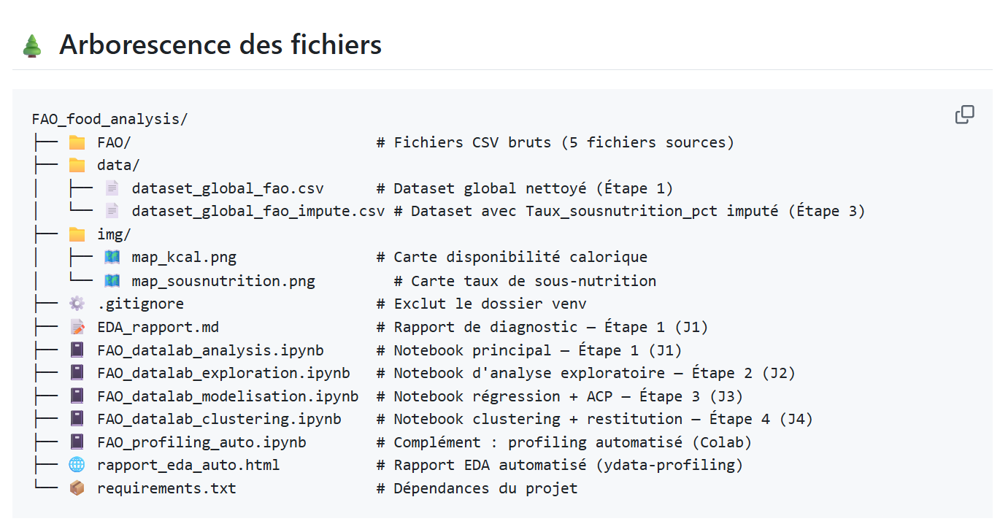 🌲 Arborescence des fichiers
FAO_food_analysis/
├── 📁 FAO/                            # Fichiers CSV bruts (5 fichiers sources)
├── 📁 data/
│   ├── 📄 dataset_global_fao.csv      # Dataset global nettoyé (Étape 1)
│   └── 📄 dataset_global_fao_impute.csv # Dataset avec Taux_sousnutrition_pct imputé (Étape 3)
├── 📁 img/
│   ├── 🗺️ map_kcal.png                # Carte disponibilité calorique
│   └── 🗺️ map_sousnutrition.png         # Carte taux de sous-nutrition
├── ⚙️ .gitignore                      # Exclut le dossier venv
├── 📝 EDA_rapport.md                  # Rapport de diagnostic — Étape 1 (J1)
├── 📓 FAO_datalab_analysis.ipynb      # Notebook principal — Étape 1 (J1)
├── 📓 FAO_datalab_exploration.ipynb   # Notebook d'analyse exploratoire — Étape 2 (J2)
├── 📓 FAO_datalab_modelisation.ipynb  # Notebook régression + ACP — Étape 3 (J3)
├── 📓 FAO_datalab_clustering.ipynb    # Notebook clustering + restitution — Étape 4 (J4)
├── 📓 FAO_profiling_auto.ipynb        # Complément : profiling automatisé (Colab)
├── 🌐 rapport_eda_auto.html           # Rapport EDA automatisé (ydata-profiling)
└── 📦 requirements.txt                # Dépendances du projet